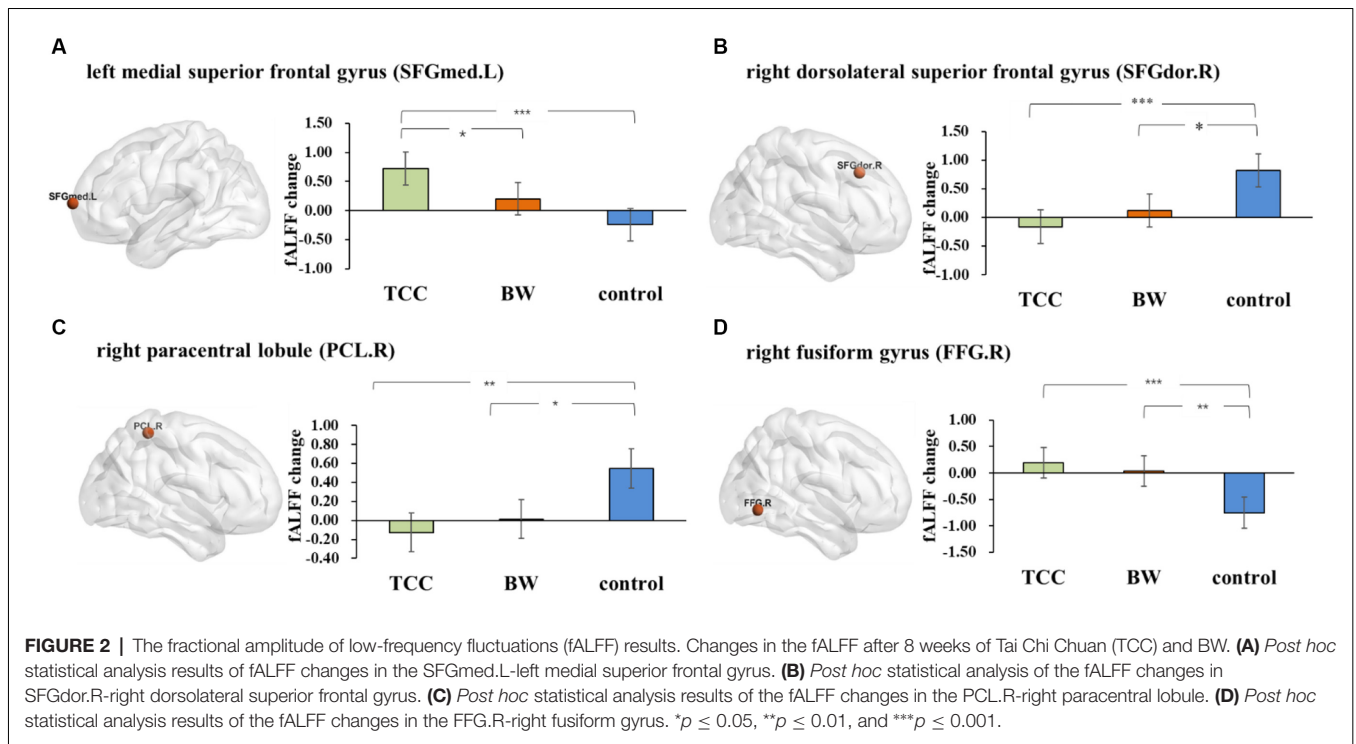 A
left medial superior frontal gyrus (SFGmed.L)
SFGmed.L
fALFF change
1.50
1.00
0.50
0.00
-0.50
-1.00
***
*
TCC BW control
B
right dorsolateral superior frontal gyrus (SFGdor.R)
SFGdor.R
fALFF change
1.50
1.00
0.50
0.00
-0.50
-1.00
***
*
TCC BW control
C
right paracentral lobule (PCL.R)
PCL.R
fALFF change
1.00
0.80
0.60
0.40
0.20
0.00
-0.20
-0.40
**
*
TCC BW control
D
right fusiform gyrus (FFG.R)
FFG.R
fALFF change
1.00
0.50
0.00
-0.50
-1.00
-1.50
***
**
TCC BW control
FIGURE 2 | The fractional amplitude of low-frequency fluctuations (fALFF) results. Changes in the fALFF after 8 weeks of Tai Chi Chuan (TCC) and BW. (A) Post hoc
statistical analysis results of fALFF changes in the SFGmed.L-left medial superior frontal gyrus. (B) Post hoc statistical analysis of the fALFF changes in
SFGdor.R-right dorsolateral superior frontal gyrus. (C) Post hoc statistical analysis results of the fALFF changes in the PCL.R-right paracentral lobule. (D) Post hoc
statistical analysis results of the fALFF changes in the FFG.R-right fusiform gyrus. *p ≤ 0.05, **p ≤ 0.01, and ***p ≤ 0.001.